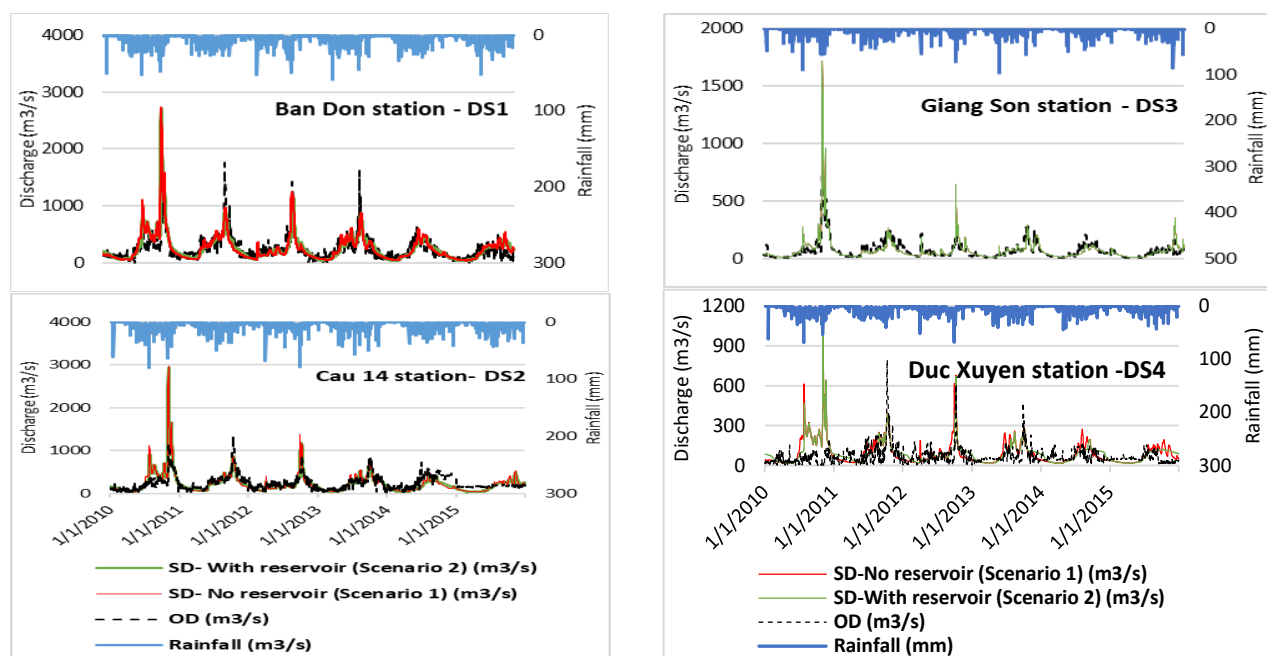 4000
3000
2000
1000
0
Discharge (m3/s)
0
100
200
300
Rainfall (mm)
Ban Don station - DS1
2000
1500
1000
500
0
Discharge (m3/s)
0
100
200
300
400
500
Rainfall (mm)
Giang Son station - DS3
4000
3000
2000
1000
0
Discharge (m3/s)
0
100
200
300
Rainfall (mm)
Cau 14 station- DS2
1/1/2010
1/1/2011
1/1/2012
1/1/2013
1/1/2014
1/1/2015
SD- With reservoir (Scenario 2) (m3/s)
SD- No reservoir (Scenario 1) (m3/s)
OD (m3/s)
Rainfall (m3/s)
1200
900
600
300
0
Discharge (m3/s)
0
100
200
300
Rainfall (mm)
Duc Xuyen station -DS4
1/1/2010
1/1/2011
1/1/2012
1/1/2013
1/1/2014
1/1/2015
SD-No reservoir (Scenario 1) (m3/s)
SD-With reservoir (Scenario 2) (m3/s)
OD (m3/s)
Rainfall (mm)